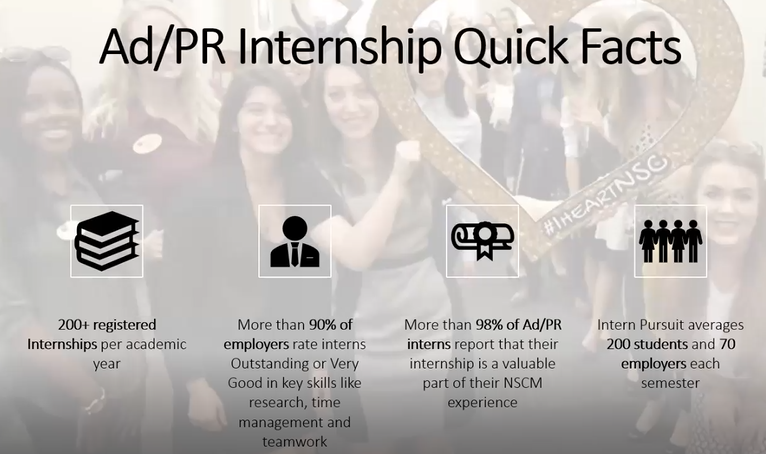 Ad/PR Internship Quick Facts
#IHEARTNSC
200+ registered
Internships per academic
year
More than 90% of
employers rate interns
Outstanding or Very
Good in key skills like
research, time
management and
teamwork
More than 98% of Ad/PR
interns report that their
internship is a valuable
part of their NSCM
experience
Intern Pursuit averages
200 students and 70
employers each
semester